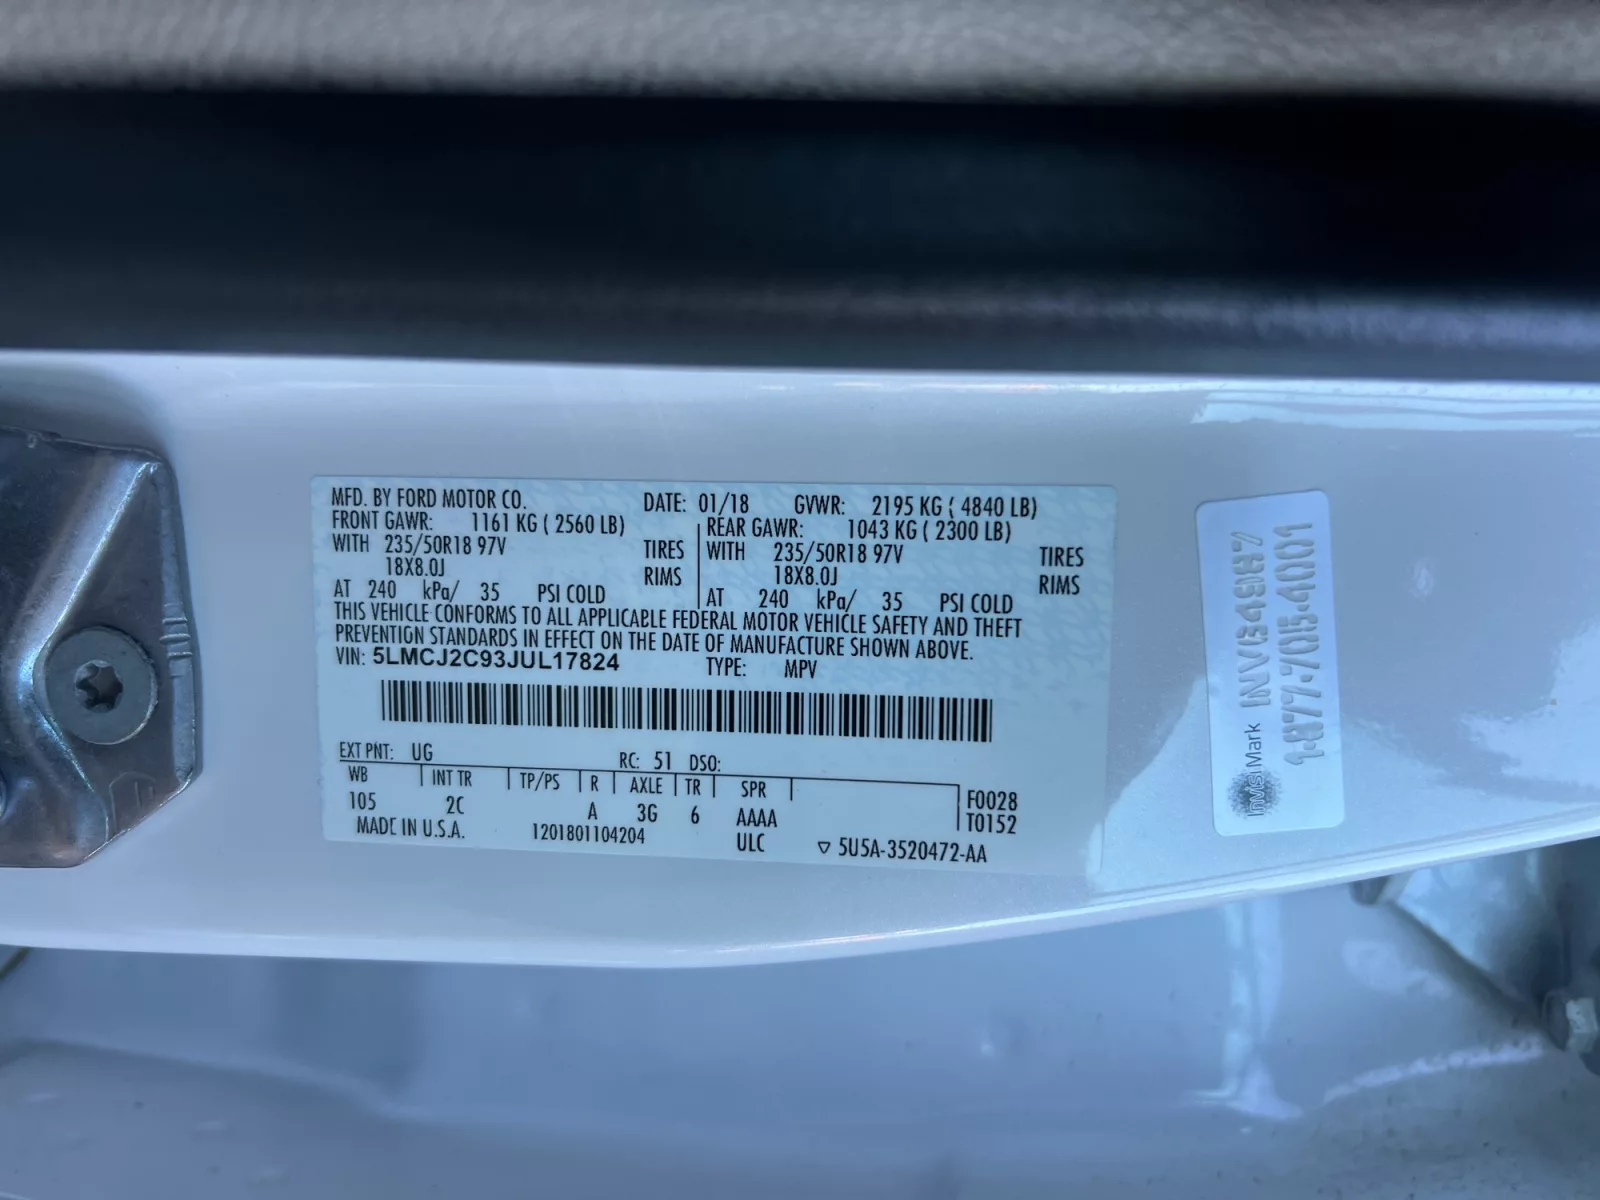 MFD. BY FORD MOTOR CO. DATE: 01/18 GVWR: 2195 KG ( 4840 LB)
FRONT GAWR: 1161 KG ( 2560 LB) REAR GAWR: 1043 KG ( 2300 LB)
WITH 235/50R18 97V TIRES WITH 235/50R18 97V TIRES
18X8.0J RIMS 18X8.0J RIMS
AT 240 kPa/ 35 PSI COLD AT 240 kPa/ 35 PSI COLD
THIS VEHICLE CONFORMS TO ALL APPLICABLE FEDERAL MOTOR VEHICLE SAFETY AND THEFT
PREVENTION STANDARDS IN EFFECT ON THE DATE OF MANUFACTURE SHOWN ABOVE.
VIN: 5LMCJ2C93JUL17824 TYPE: MPV
EXT PNT: UG RC: 51 DSO:
WB INT TR TP/PS R AXLE TR SPR
105 2C A 3G 6 AAAA
F0028
T0152
MADE IN U.S.A. 1201801104204 ULC ▽ 5U5A-3520472-AA
InVisMark
1.877.705.4001